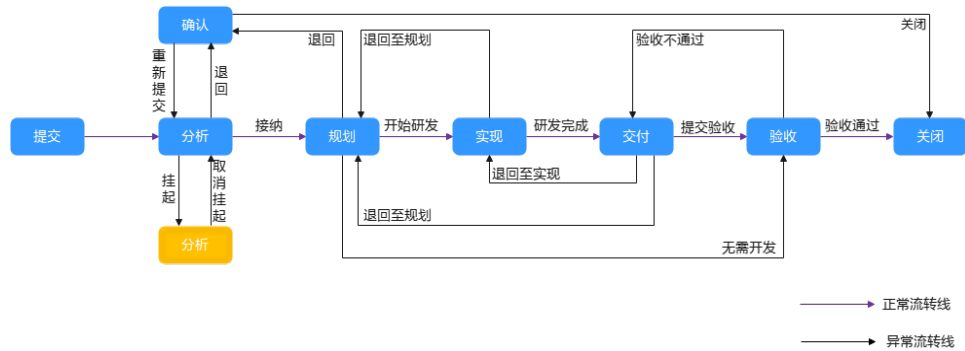 确认
关闭
退回
退回至规划
验收不通过
重新提交
退回
提交
分析
接纳
规划
开始研发
实现
研发完成
交付
提交验收
验收
验收通过
关闭
挂起
取消挂起
退回至实现
退回至规划
分析
无需开发
正常流转线
异常流转线